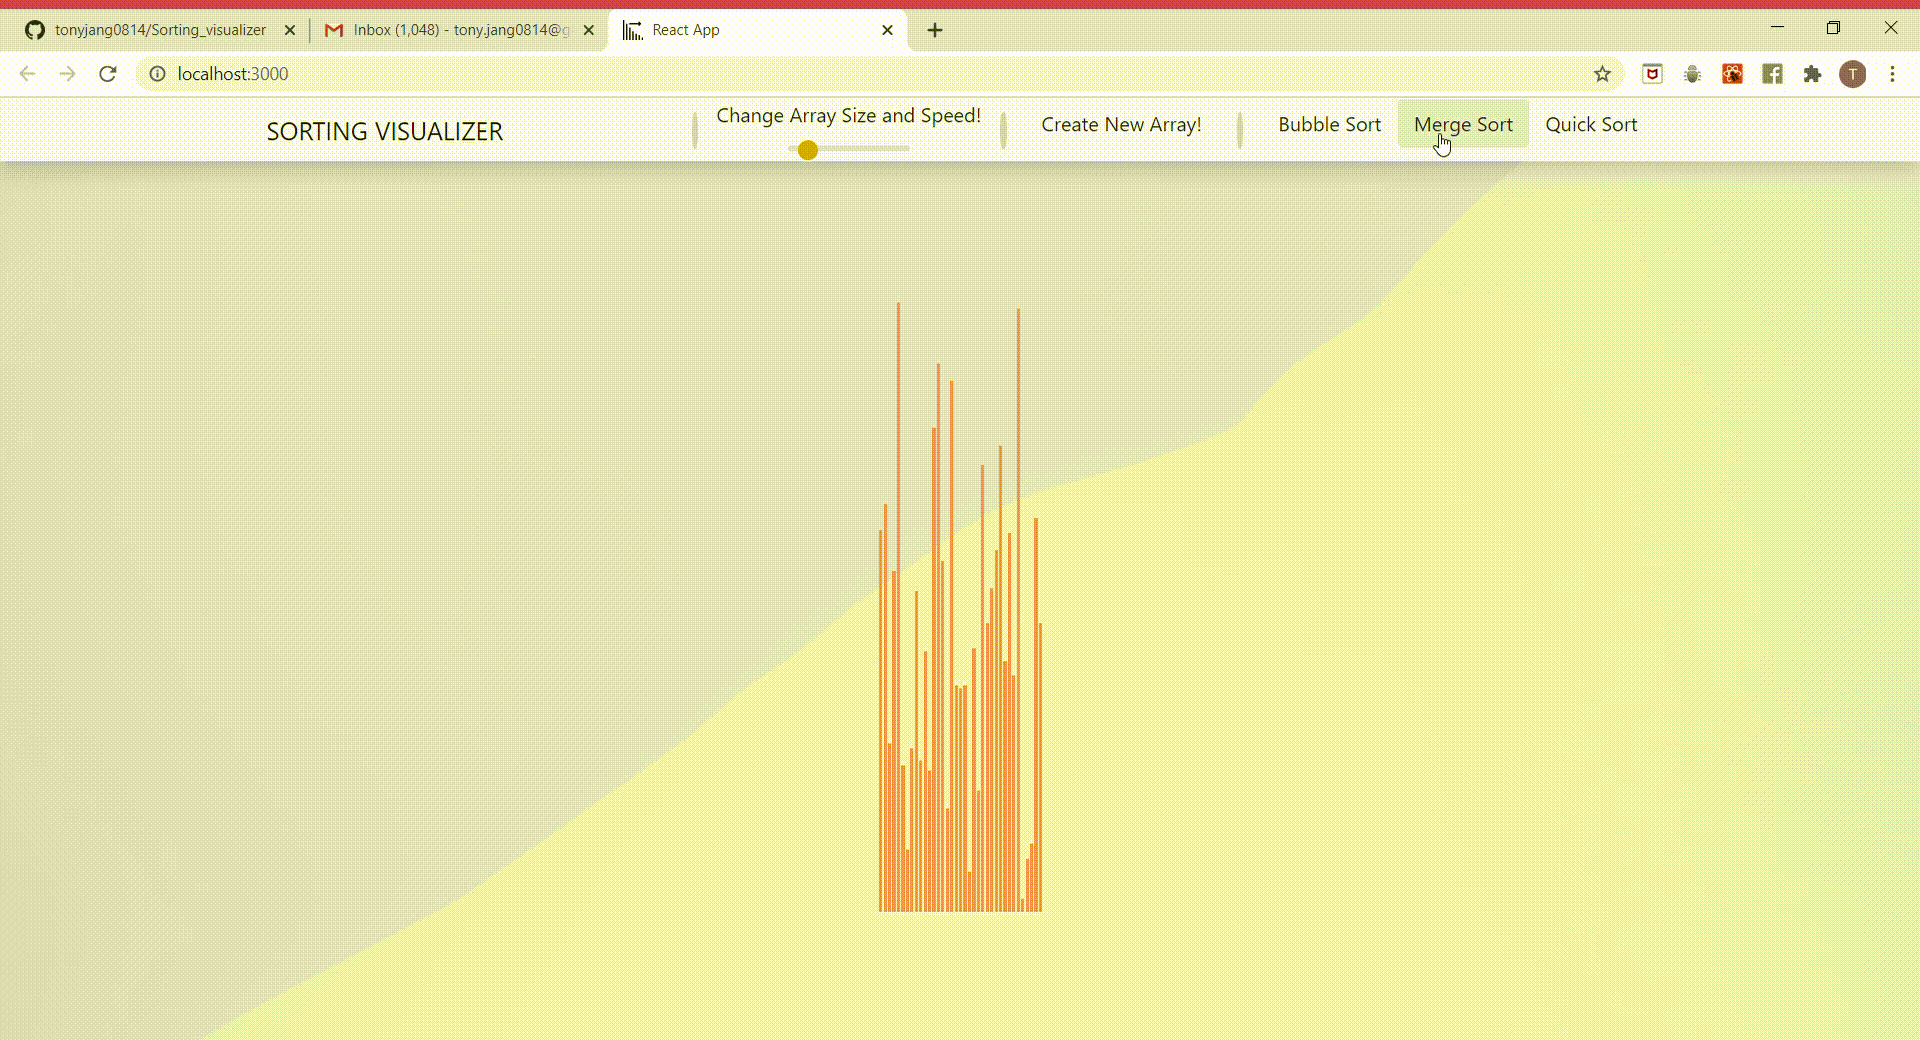 tonyjang0814/Sorting_visualizer
Inbox (1,048) - tony.jang0814@g
React App
localhost:3000
T
SORTING VISUALIZER
Change Array Size and Speed!
Create New Array!
Bubble Sort
Merge Sort
Quick Sort